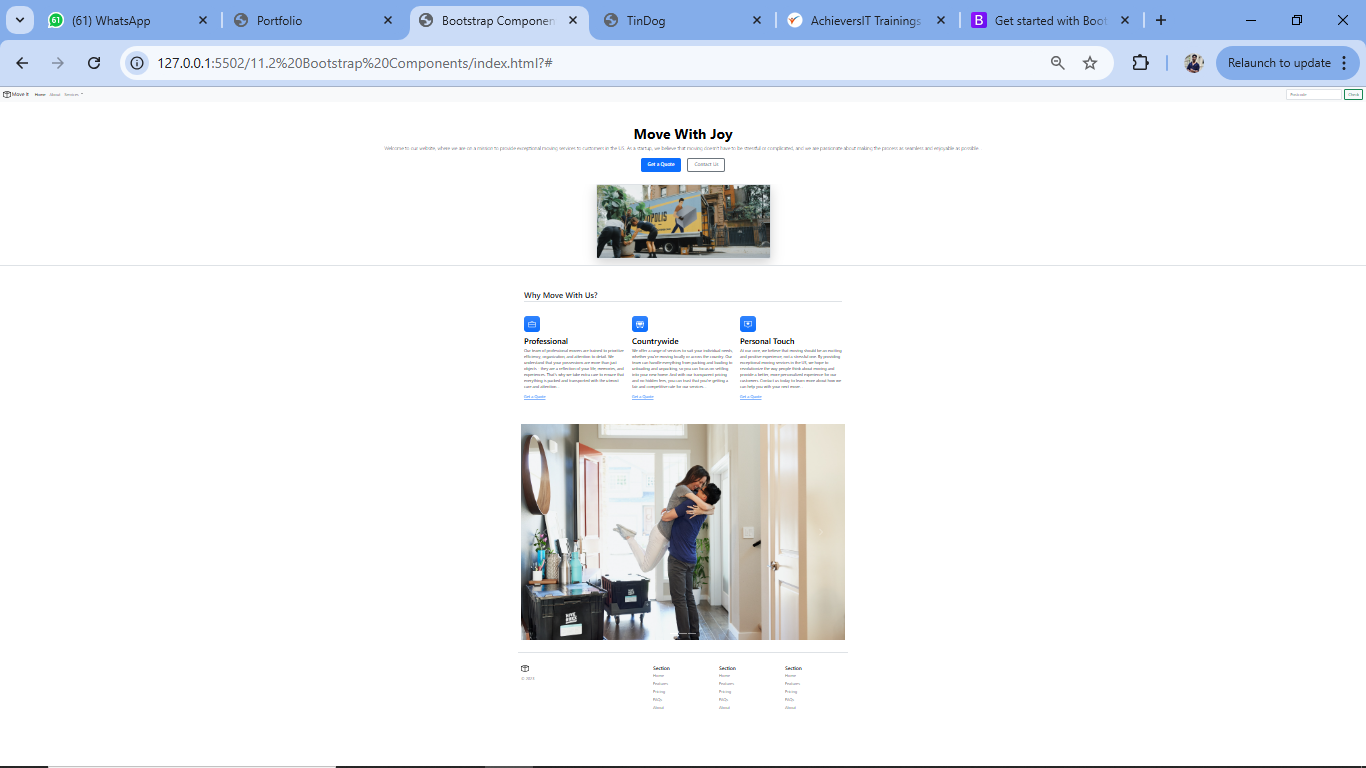 (61) WhatsApp
Portfolio
Bootstrap Componen
TinDog
AchieversIT Trainings
Get started with Boot
127.0.0.1:5502/11.2%20Bootstrap%20Components/index.html?#
Relaunch to update
Move It Home About Services
Postcode Check
Move With Joy
Welcome to our website, where we are on a mission to provide exceptional moving services to customers in the US. As a startup, we believe that moving doesn't have to be stressful or complicated, and we are passionate about making the process as seamless and enjoyable as possible.
Get a Quote Contact Us
Why Move With Us?
Professional
Our team of professional movers are trained to prioritize
efficiency, organization, and attention to detail. We
understand that your possessions are more than just
objects - they are a reflection of your life, memories, and
experiences. That's why we take extra care to ensure that
everything is packed and transported with the utmost
care and attention.
Get a Quote
Countrywide
We offer a range of services to suit your individual needs,
whether you're moving locally or across the country. Our
team can handle everything from packing and loading to
unloading and unpacking, so you can focus on settling
into your new home. And with our transparent pricing
and no hidden fees, you can trust that you're getting a
fair and competitive rate for our services.
Get a Quote
Personal Touch
At our core, we believe that moving should be an exciting
and positive experience, not a stressful one. By providing
exceptional moving services in the US, we hope to
revolutionize the way people think about moving and
provide a better, more personalized experience for our
customers. Contact us today to learn more about how we
can help you with your next move.
Get a Quote
© 2023
Section
Home
Features
Pricing
FAQs
About
Section
Home
Features
Pricing
FAQs
About
Section
Home
Features
Pricing
FAQs
About